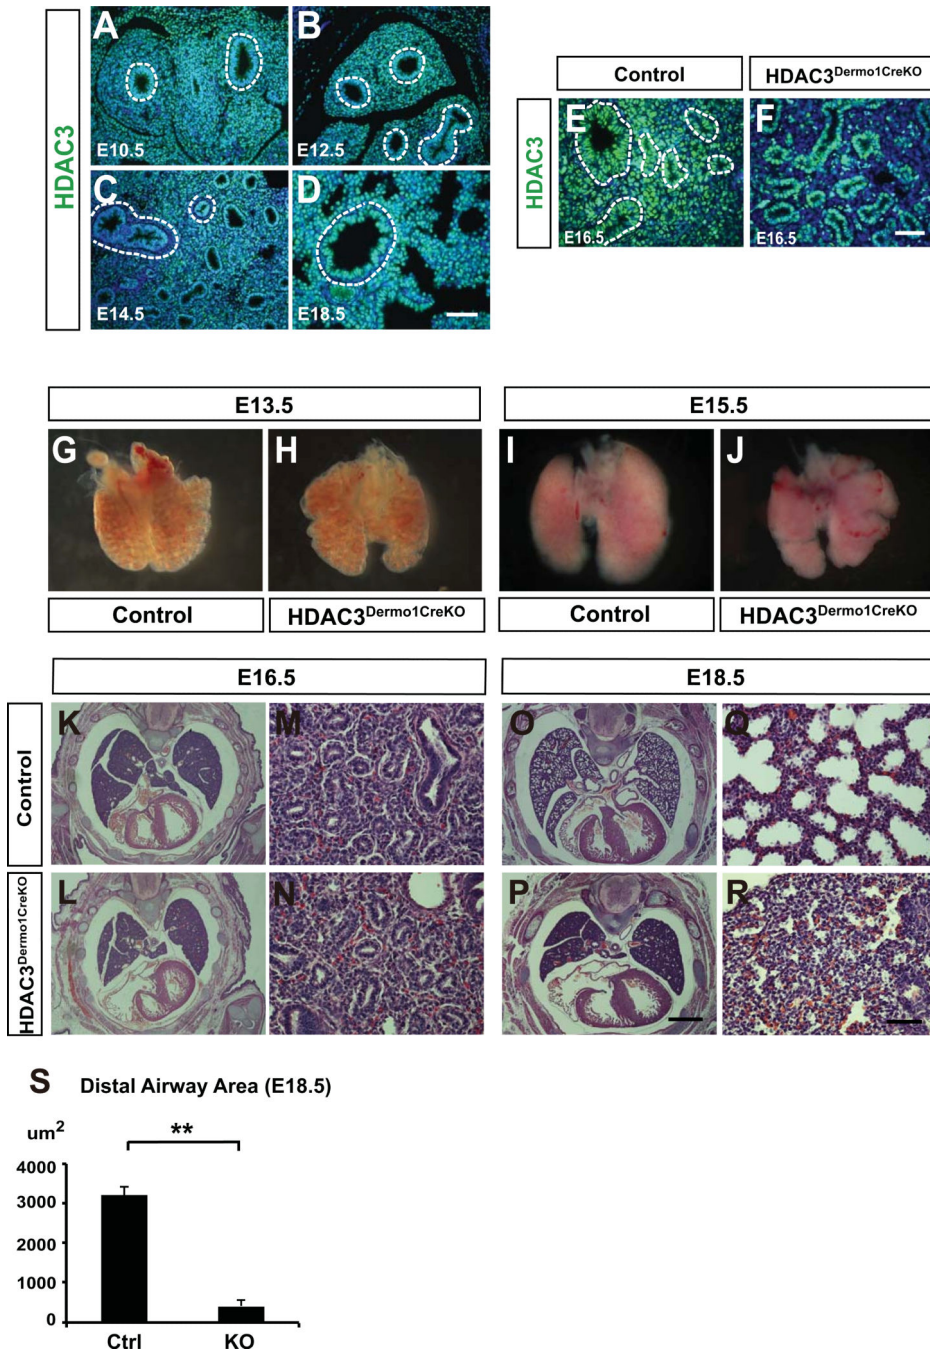 A
B
HDAC3
E10.5
E12.5
C
D
E14.5
E18.5
Control
HDAC3Dermo1CreKO
HDAC3
E
F
E16.5
E16.5
E13.5
E15.5
G
H
I
J
Control
HDAC3Dermo1CreKO
Control
HDAC3Dermo1CreKO
E16.5
E18.5
Control
K
M
O
Q
HDAC3Dermo1CreKO
L
N
P
R
S Distal Airway Area (E18.5)
um2
**
4000
3000
2000
1000
0
Ctrl
KO